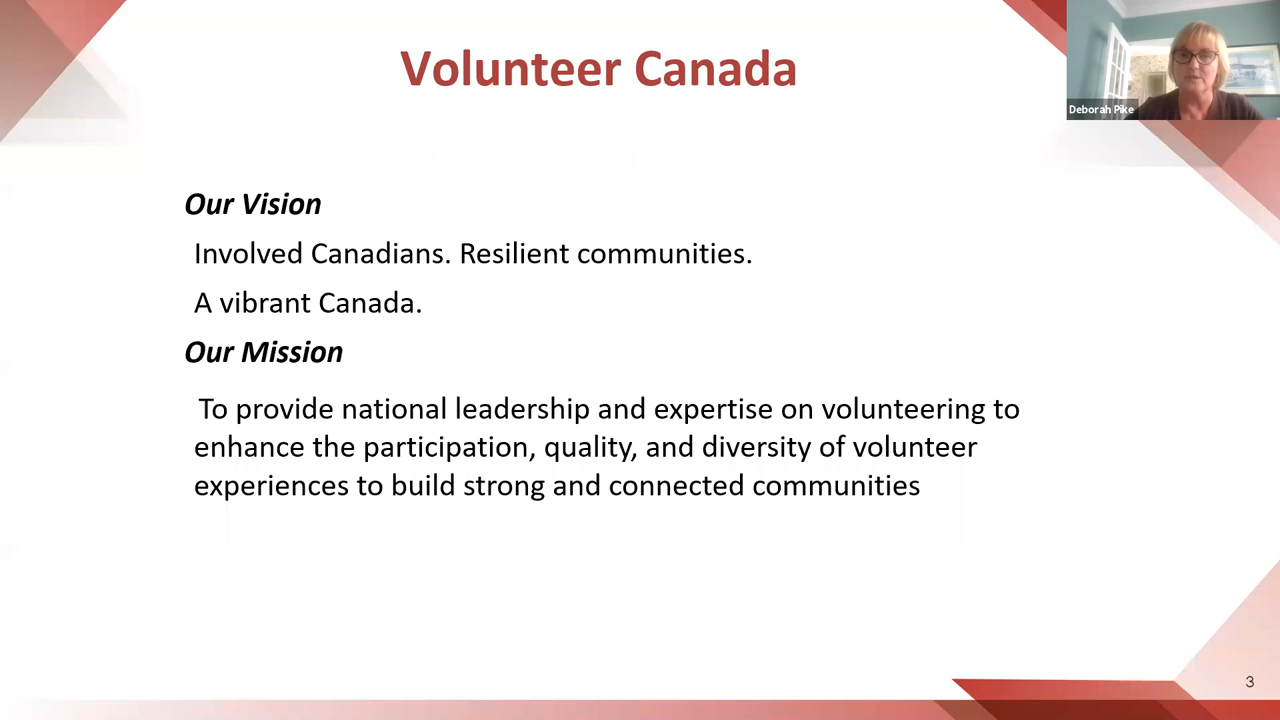 Volunteer Canada
Deborah Pike
Our Vision
Involved Canadians. Resilient communities.
A vibrant Canada.
Our Mission
To provide national leadership and expertise on volunteering to
enhance the participation, quality, and diversity of volunteer
experiences to build strong and connected communities
3